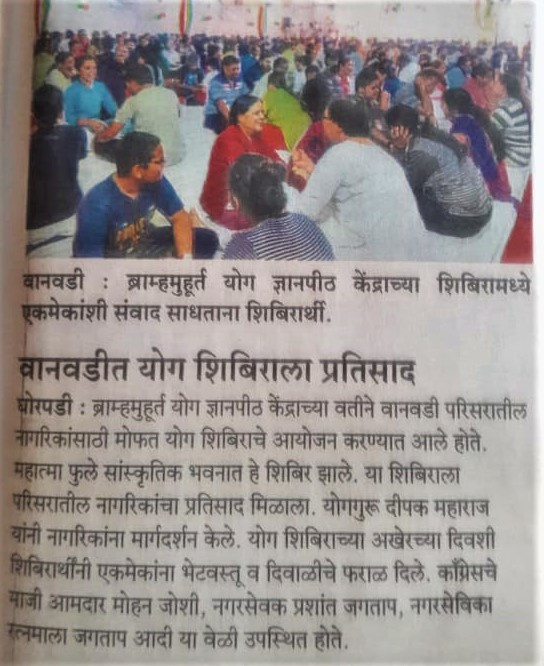 वानवडी : ब्राम्हमुहूर्त योग ज्ञानपीठ केंद्राच्या शिबिरामध्ये
एकमेकांशी संवाद साधताना शिबिरार्थी.
वानवडीत योग शिबिराला प्रतिसाद
घोरपडी : ब्राम्हमुहूर्त योग ज्ञानपीठ केंद्राच्या वतीने वानवडी परिसरातील
नागरिकांसाठी मोफत योग शिबिराचे आयोजन करण्यात आले होते.
महात्मा फुले सांस्कृतिक भवनात हे शिबिर झाले. या शिबिराला
परिसरातील नागरिकांचा प्रतिसाद मिळाला. योगगुरू दीपक महाराज
यांनी नागरिकांना मार्गदर्शन केले. योग शिबिराच्या अखेरच्या दिवशी
शिबिरार्थींनी एकमेकांना भेटवस्तू व दिवाळीचे फराळ दिले. काँग्रेसचे
माजी आमदार मोहन जोशी, नगरसेवक प्रशांत जगताप, नगरसेविका
रत्नमाला जगताप आदी या वेळी उपस्थित होते.